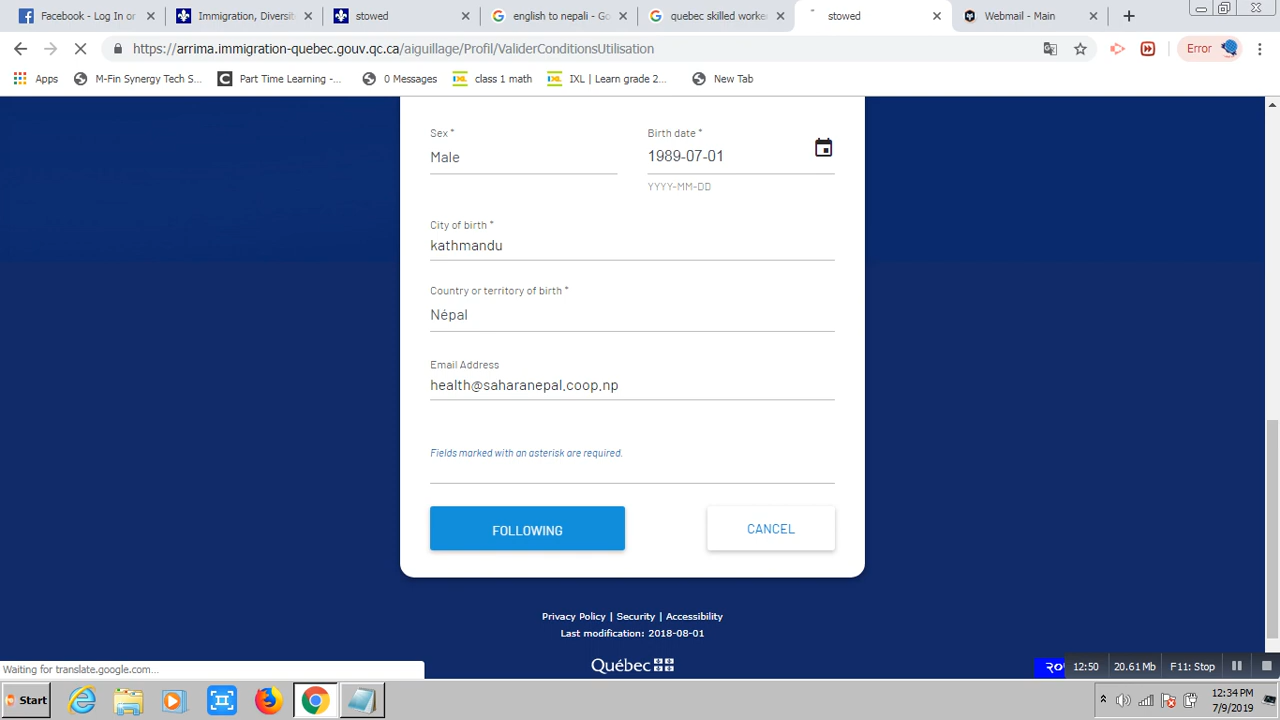 Facebook - Log In or
Immigration, Diversit
stowed
english to nepali - Go
quebec skilled work
stowed
Webmail - Main
https://arrima.immigration-quebec.gouv.qc.ca/aiguillage/Profil/ValiderConditionsUtilisation
Error
Apps
M-Fin Synergy Tech S...
Part Time Learning -...
0 Messages
class 1 math
IXL | Learn grade 2...
New Tab
Sex *
Birth date *
Male
1989-07-01
YYYY-MM-DD
City of birth *
kathmandu
Country or territory of birth *
Népal
Email Address
health@saharanepal.coop.np
Fields marked with an asterisk are required.
FOLLOWING
CANCEL
Privacy Policy | Security | Accessibility
Last modification: 2018-08-01
Québec
Waiting for translate.google.com...
12:50
20.61 Mb
F11: Stop
Start
12:34 PM
7/9/2019